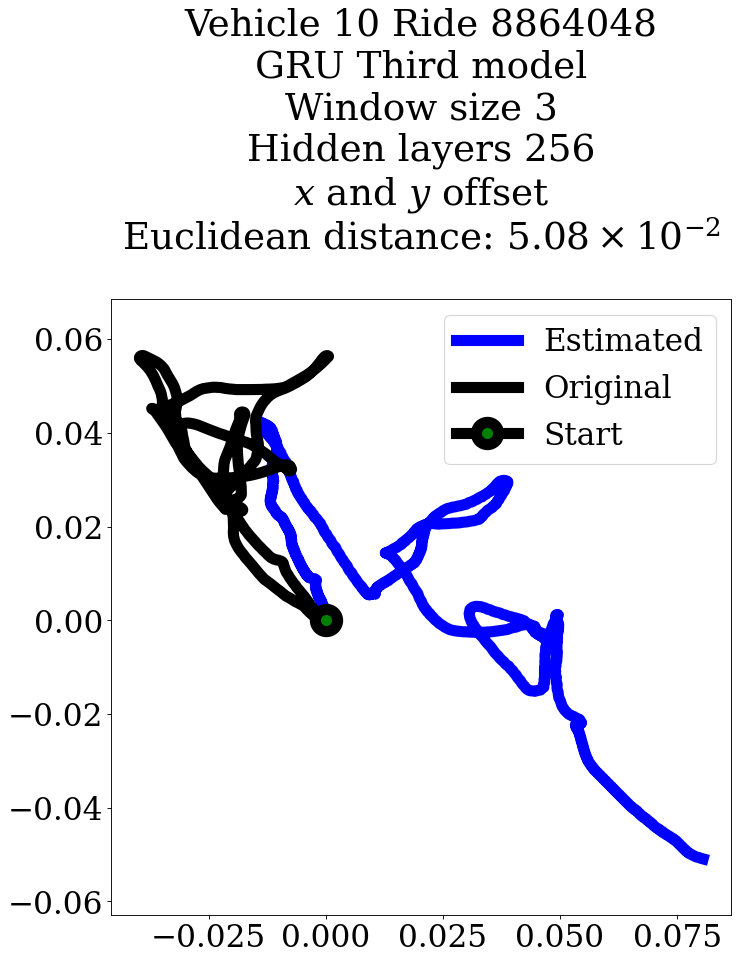 Vehicle 10 Ride 8864048
GRU Third model
Window size 3
Hidden layers 256
x and y offset
Euclidean distance: 5.08 × 10⁻²
Estimated
Original
Start
0.06
0.04
0.02
0.00
−0.02
−0.04
−0.06
−0.025 0.000 0.025 0.050 0.075